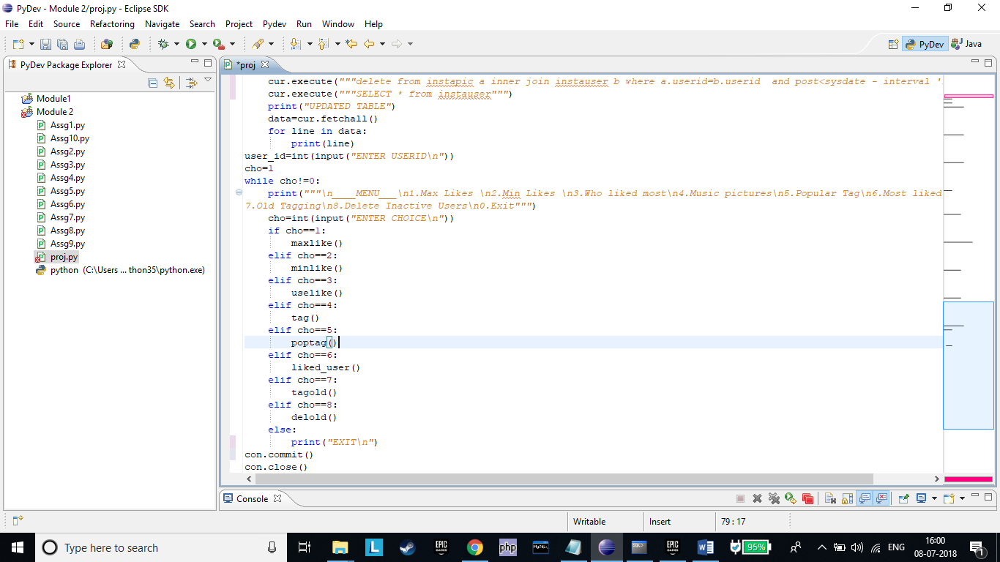 PyDev - Module 2/proj.py - Eclipse SDK
File Edit Source Refactoring Navigate Search Project Pydev Run Window Help
PyDev Java
PyDev Package Explorer
Module1
Module 2
Assg1.py
Assg10.py
Assg2.py
Assg3.py
Assg4.py
Assg5.py
Assg6.py
Assg7.py
Assg8.py
Assg9.py
proj.py
python (C:\Users ... thon35\python.exe)
*proj
cur.execute("""delete from instapic a inner join instauser b where a.userid=b.userid  and post<sysdate - interval '
cur.execute("""SELECT * from instauser""")
print("UPDATED TABLE")
data=cur.fetchall()
for line in data:
print(line)
user_id=int(input("ENTER USERID\n"))
cho=1
while cho!=0:
print("""\n____MENU___\n1.Max Likes \n2.Min Likes \n3.Who liked most\n4.Music pictures\n5.Popular Tag\n6.Most liked
7.Old Tagging\n8.Delete Inactive Users\n0.Exit""")
cho=int(input("ENTER CHOICE\n"))
if cho==1:
maxlike()
elif cho==2:
minlike()
elif cho==3:
uselike()
elif cho==4:
tag()
elif cho==5:
poptag()
elif cho==6:
liked_user()
elif cho==7:
tagold()
elif cho==8:
delold()
else:
print("EXIT\n")
con.commit()
con.close()
Console
Writable Insert 79 : 17
Type here to search
L
EPIC GAMES
php
MySQL
SQL>
EPIC GAMES
W
95%
ENG
16:00
08-07-2018
1